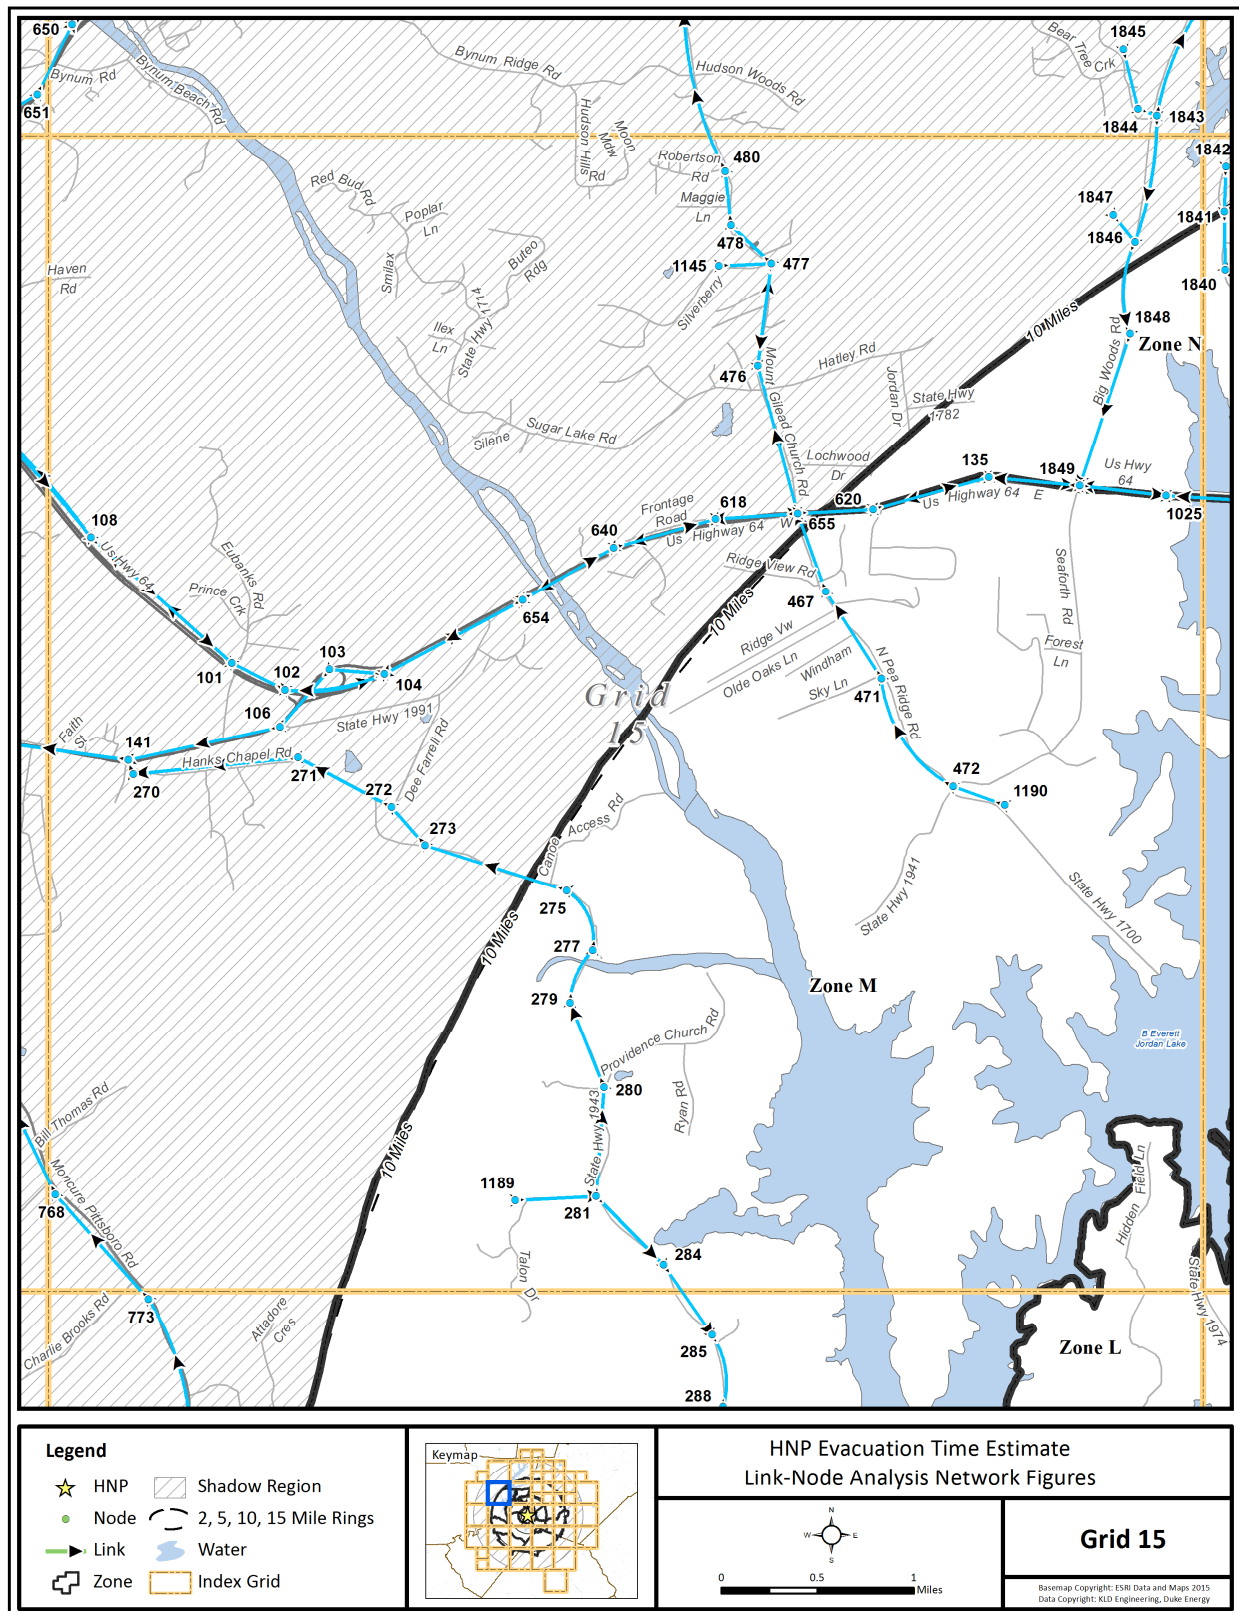 650
Bynum Rd
651
Bynum Beach Rd
Bynum Ridge Rd
Hudson Woods Rd
Hudson Hills
Rd
Moon
Mdw
Bear Tree
Crk
1845
1844
1843
1842
1841
1840
1847
1846
1848
Zone N
Big Woods Rd
Robertson
Rd
480
Maggie
Ln
478
477
1145
Silverberry
476
Mount Gilead Church Rd
Hatley Rd
Jordan Dr
State Hwy
1782
10 Miles
Red Bud Rd
Poplar
Ln
Smilax
Buteo
Rdg
State Hwy 1714
Ilex
Ln
Haven
Rd
Silene
Sugar Lake Rd
Lochwood
Dr
135
1849
Us Hwy
64
1025
Us Highway 64 E
620
655
618
Frontage
Road
Us Highway 64 W
640
654
108
Us Hwy 64
Eubanks Rd
Prince Crk
101
102
103
104
106
State Hwy 1991
Faith
St
141
Hanks Chapel Rd
270
271
272
Dee Farrell Rd
273
Ridge View Rd
467
10 Miles
Ridge Vw
Olde Oaks Ln
Windham
Sky Ln
N Pea Ridge Rd
471
472
1190
Seaforth Rd
Forest
Ln
State Hwy 1941
State Hwy 1700
Grid
15
Canoe Access Rd
275
277
279
10 Miles
Zone M
B Everett
Jordan Lake
Providence Church Rd
280
Ryan Rd
State Hwy 1943
1189
281
284
Talon Dr
285
288
10 Miles
Bill Thomas Rd
Moncure Pittsboro Rd
768
773
Charlie Brooks Rd
Attadore
Cres
Hidden Field Ln
State Hwy 1974
Zone L
Legend
HNP
Shadow Region
Node
2, 5, 10, 15 Mile Rings
Link
Water
Zone
Index Grid
Keymap
HNP Evacuation Time Estimate
Link-Node Analysis Network Figures
N
W
E
S
0
0.5
1
Miles
Grid 15
Basemap Copyright: ESRI Data and Maps 2015
Data Copyright: KLD Engineering, Duke Energy